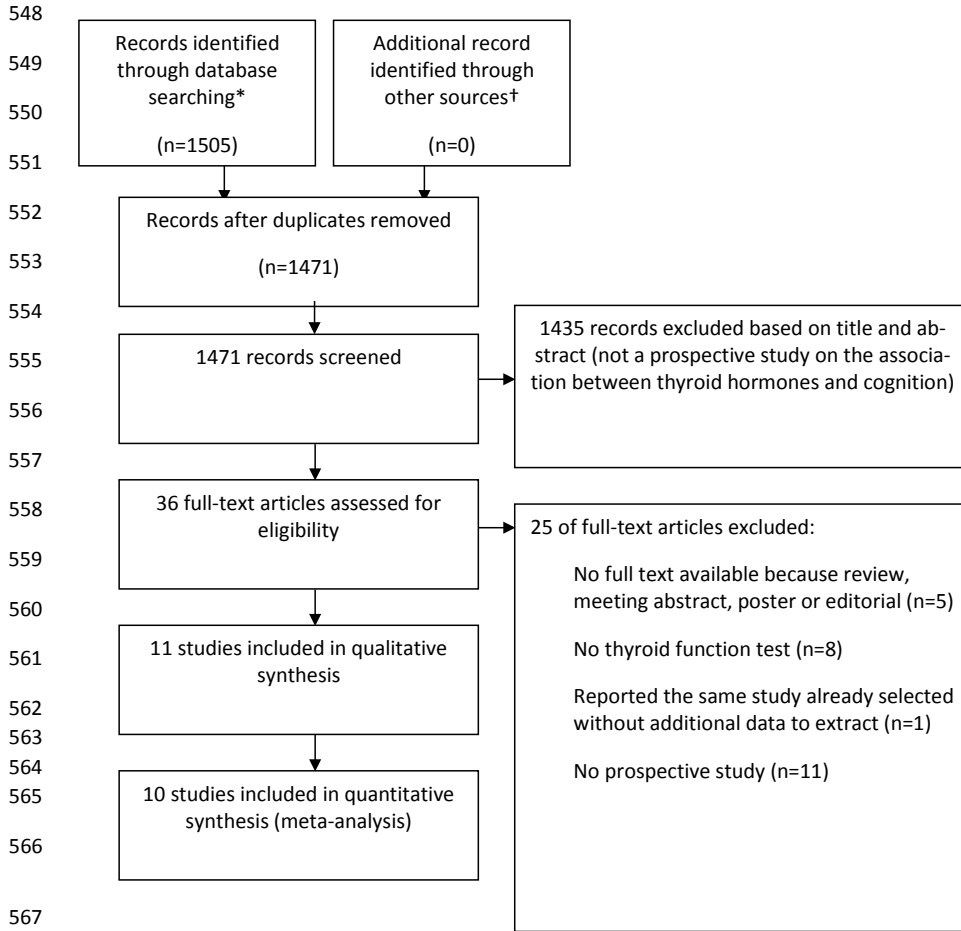 548
Records identified
through database
searching*
(n=1505)
Additional record
identified through
other sources†
(n=0)
549
550
551
552
Records after duplicates removed
(n=1471)
553
554
1471 records screened
1435 records excluded based on title and ab-
stract (not a prospective study on the associa-
tion between thyroid hormones and cognition)
555
556
557
36 full-text articles assessed for
eligibility
558
559
25 of full-text articles excluded:
No full text available because review,
meeting abstract, poster or editorial (n=5)
No thyroid function test (n=8)
Reported the same study already selected
without additional data to extract (n=1)
No prospective study (n=11)
560
11 studies included in qualitative
synthesis
561
562
563
564
10 studies included in quantitative
synthesis (meta-analysis)
565
566
567